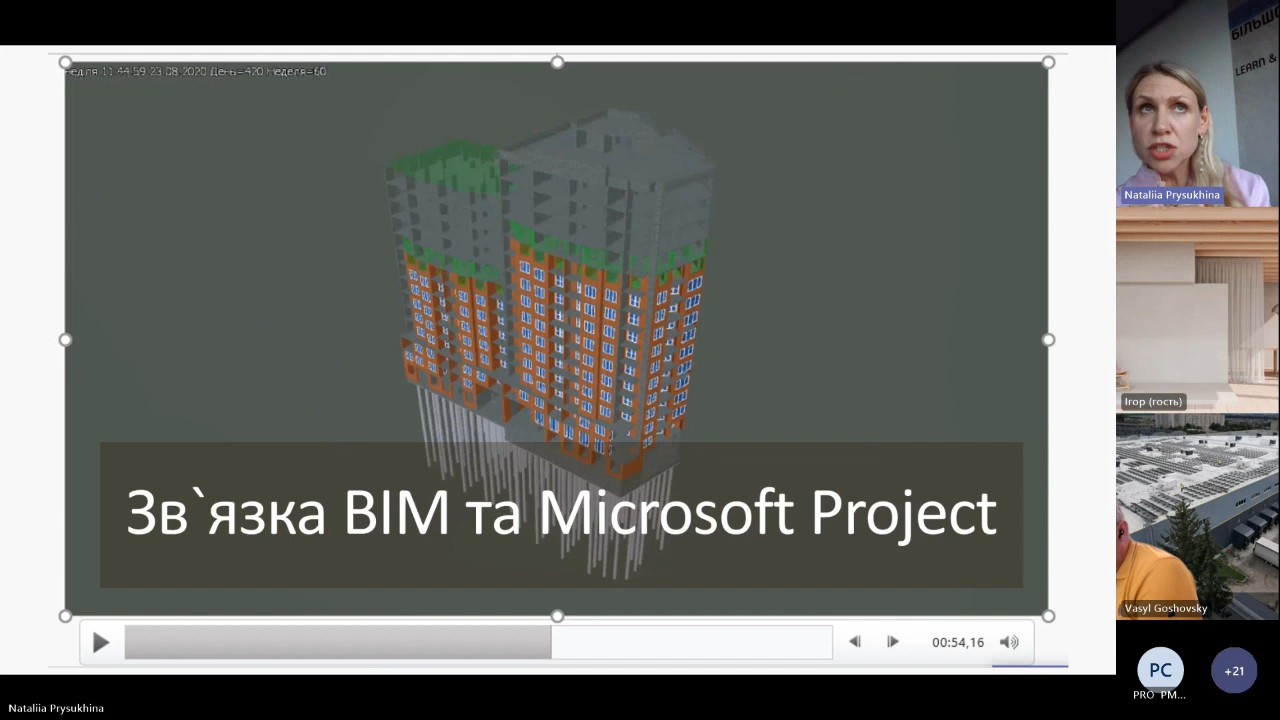 неділя 11:44:59 23.08.2020 День=420 Неделя=60
Зв`язка BIM та Microsoft Project
00:54,16
LEARN &
Nataliia Prysukhina
Ігор (гость)
Vasyl Goshovsky
PC
PRO_PM...
+21
Nataliia Prysukhina